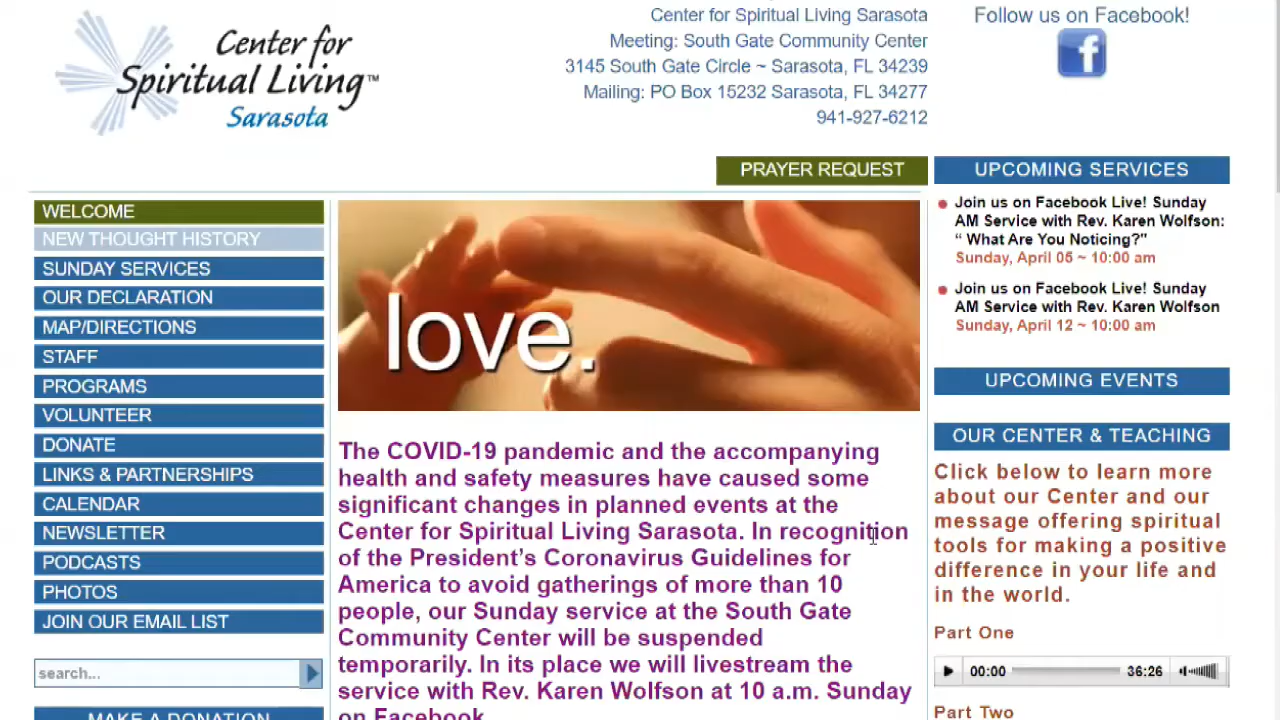 Center for
Spiritual Living™
Sarasota
Center for Spiritual Living Sarasota
Meeting: South Gate Community Center
3145 South Gate Circle ~ Sarasota, FL 34239
Mailing: PO Box 15232 Sarasota, FL 34277
941-927-6212
Follow us on Facebook!
f
PRAYER REQUEST
WELCOME
NEW THOUGHT HISTORY
SUNDAY SERVICES
OUR DECLARATION
MAP/DIRECTIONS
STAFF
PROGRAMS
VOLUNTEER
DONATE
LINKS & PARTNERSHIPS
CALENDAR
NEWSLETTER
PODCASTS
PHOTOS
JOIN OUR EMAIL LIST
search...
MAKE A DONATION
love.
The COVID-19 pandemic and the accompanying
health and safety measures have caused some
significant changes in planned events at the
Center for Spiritual Living Sarasota. In recognition
of the President's Coronavirus Guidelines for
America to avoid gatherings of more than 10
people, our Sunday service at the South Gate
Community Center will be suspended
temporarily. In its place we will livestream the
service with Rev. Karen Wolfson at 10 a.m. Sunday
on Facebook
UPCOMING SERVICES
Join us on Facebook Live! Sunday
AM Service with Rev. Karen Wolfson:
“ What Are You Noticing?"
Sunday, April 05 ~ 10:00 am
Join us on Facebook Live! Sunday
AM Service with Rev. Karen Wolfson
Sunday, April 12 ~ 10:00 am
UPCOMING EVENTS
OUR CENTER & TEACHING
Click below to learn more
about our Center and our
message offering spiritual
tools for making a positive
difference in your life and
in the world.
Part One
00:00 36:26
Part Two